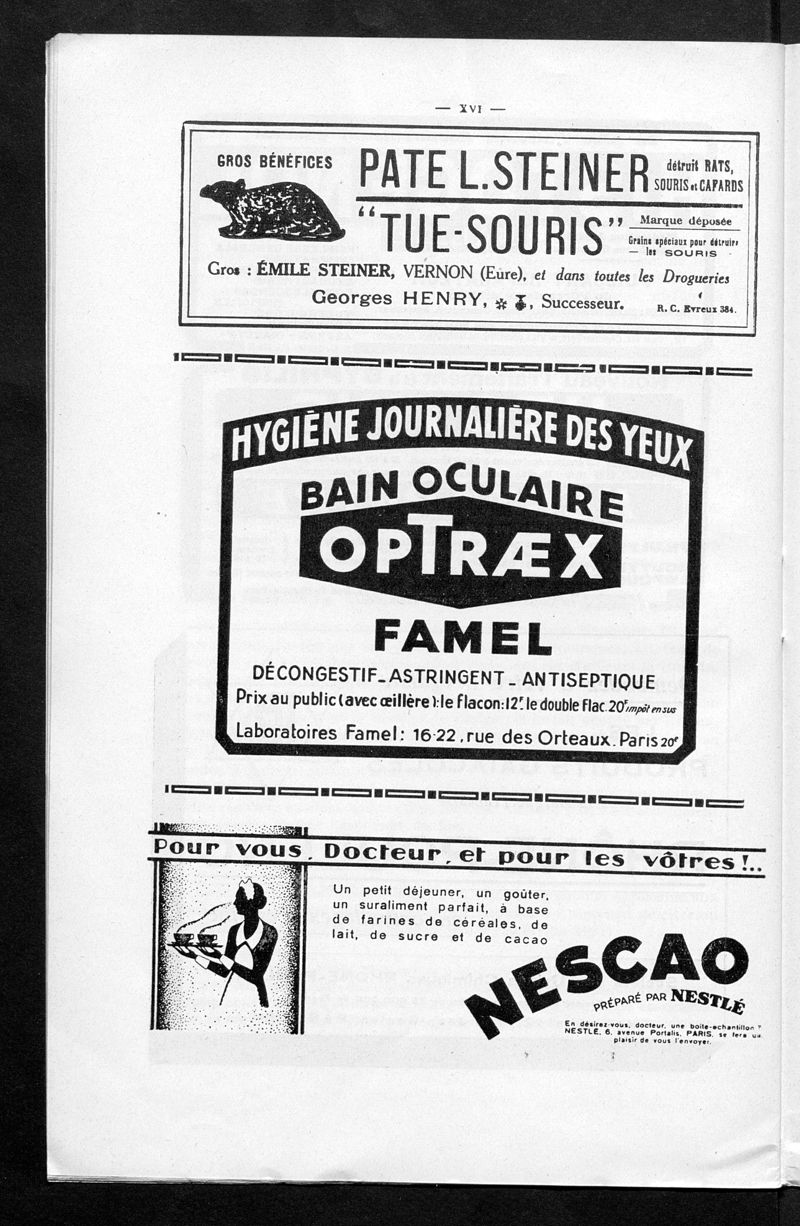 — XVI —
GROS BÉNÉFICES
PATE L. STEINER
détruit RATS,
SOURIS et CAFARDS
"TUE-SOURIS"
Marque déposée
Grains spéciaux pour détruire
— les SOURIS -
Gros : ÉMILE STEINER, VERNON (Eure), et dans toutes les Drogueries
Georges HENRY, Successeur.
R. C. Evreux 384.
HYGIÈNE JOURNALIÈRE DES YEUX
BAIN OCULAIRE
OPTRÆX
FAMEL
DÉCONGESTIF_ASTRINGENT_ANTISEPTIQUE
Prix au public (avec œillère): le flacon: 12F. le double flac. 20F impôt en sus
Laboratoires Famel: 16-22, rue des Orteaux. Paris 20e
Pour vous, Docteur, et pour les vôtres !..
Un petit déjeuner, un goûter,
un suraliment parfait, à base
de farines de céréales, de
lait, de sucre et de cacao
NESCAO
PRÉPARÉ PAR NESTLÉ
En désirez-vous, docteur, une boite-echantillon ?
NESTLÉ, 6, avenue Portalis, PARIS, se fera un
plaisir de vous l'envoyer.